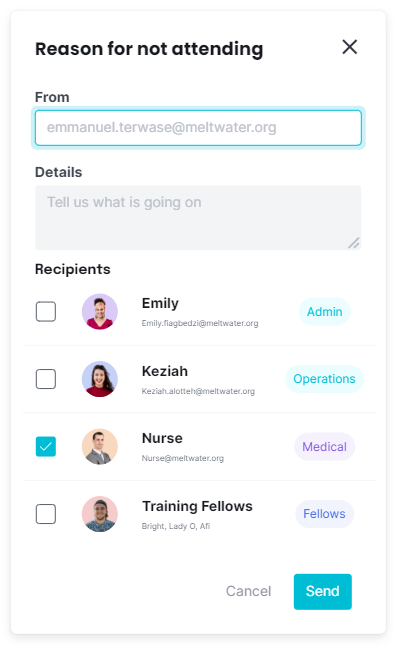 Reason for not attending
From
emmanuel.terwase@meltwater.org
Details
Tell us what is going on
Recipients
Emily
Emily.fiagbedzi@meltwater.org
Admin
Keziah
Keziah.alotteh@meltwater.org
Operations
Nurse
Nurse@meltwater.org
Medical
Training Fellows
Bright, Lady O, Afi
Fellows
Cancel
Send